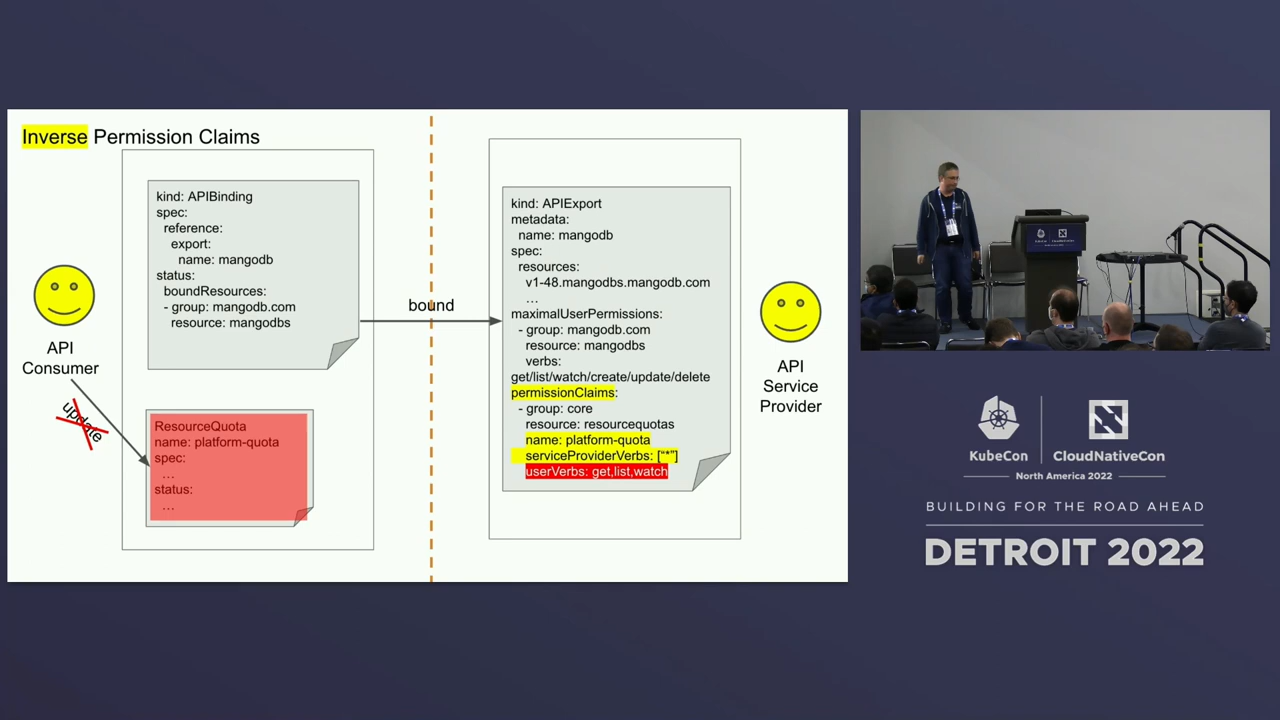 Inverse Permission Claims
kind: APIBinding
spec:
reference:
export:
name: mangodb
status:
boundResources:
- group: mangodb.com
resource: mangodbs
API
Consumer
update
ResourceQuota
name: platform-quota
spec:
...
status:
...
bound
kind: APIExport
metadata:
name: mangodb
spec:
resources:
v1-48.mangodbs.mangodb.com
...
maximalUserPermissions:
- group: mangodb.com
resource: mangodbs
verbs:
get/list/watch/create/update/delete
permissionClaims:
- group: core
resource: resourcequotas
name: platform-quota
serviceProviderVerbs: ["*"]
userVerbs: get,list,watch
API
Service
Provider
KubeCon
CloudNativeCon
North America 2022
BUILDING FOR THE ROAD AHEAD
DETROIT 2022